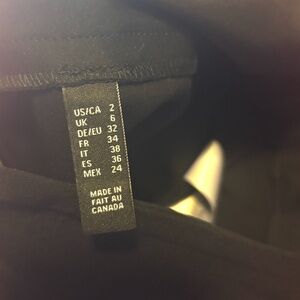 US/CA 2
UK 6
DE/EU 32
FR 34
IT 38
ES 36
MEX 24
MADE IN
FAIT AU
CANADA